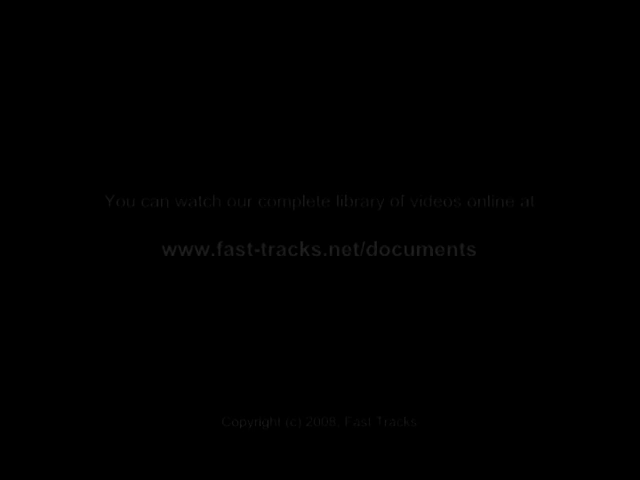 You can watch our complete library of videos online at
www.fast-tracks.net/documents
Copyright (c) 2008, Fast-Tracks